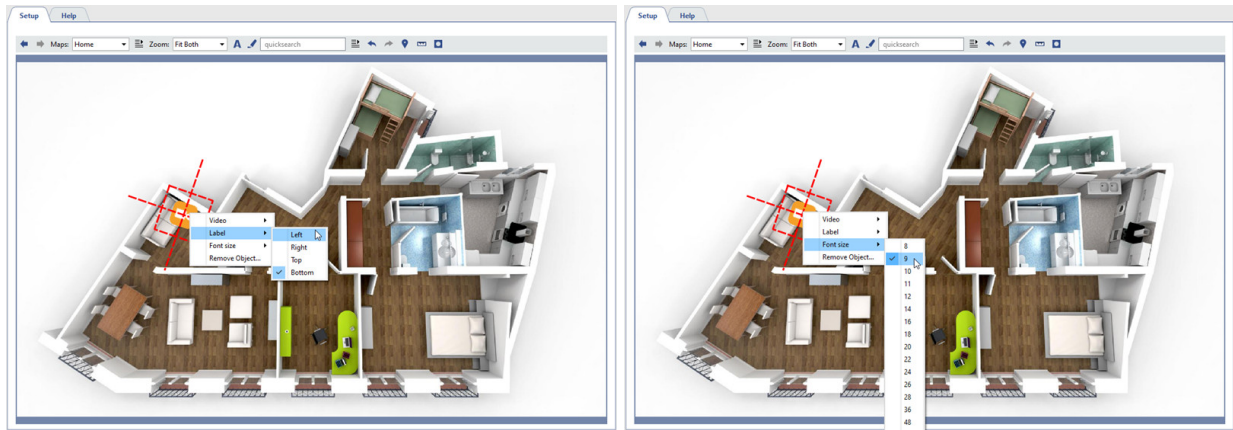 Setup Help
Maps: Home Zoom: Fit Both A quicksearch
Video
Label
Font size
Remove Object...
Left
Right
Top
Bottom
Setup Help
Maps: Home Zoom: Fit Both A quicksearch
Video
Label
Font size
Remove Object...
8
9
10
11
12
14
16
18
20
22
24
26
28
36
48